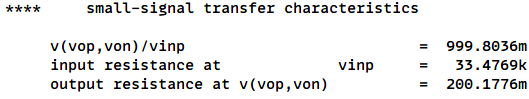 **** small-signal transfer characteristics
v(vop,von)/vinp = 999.8036m
input resistance at vinp = 33.4769k
output resistance at v(vop,von) = 200.1776m